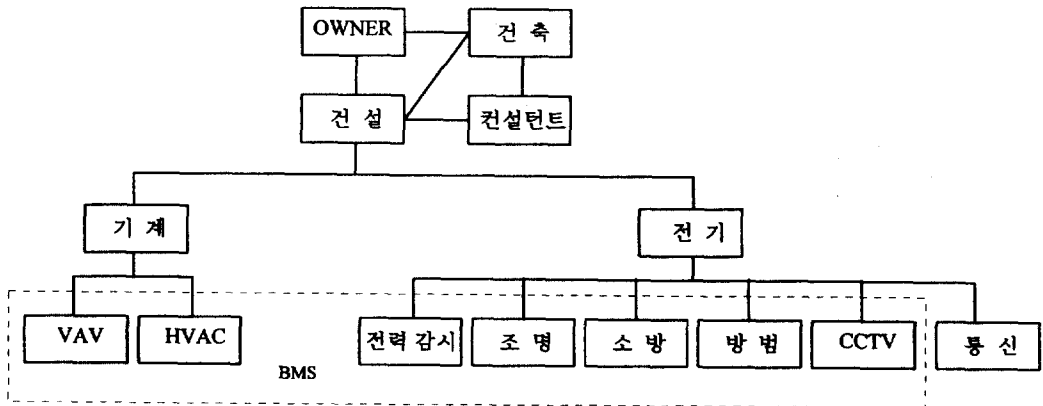 OWNER
건 축
건 설
컨설턴트
기 계
전 기
VAV
HVAC
전력 감시
조 명
소 방
방 범
CCTV
통 신
BMS